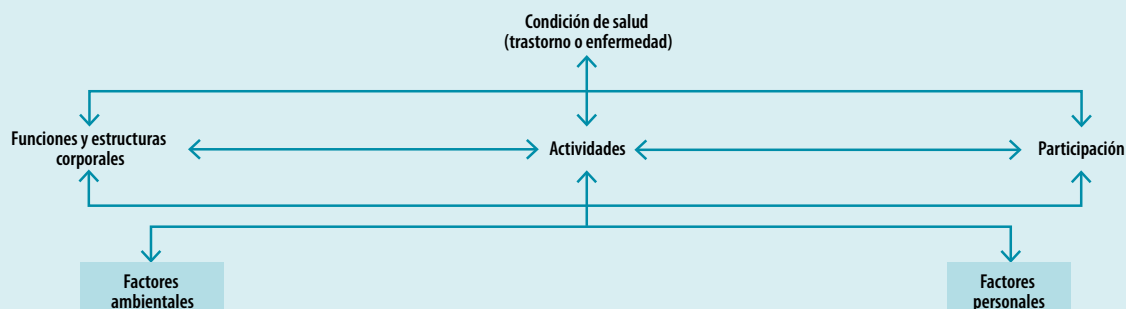 Condición de salud
(trastorno o enfermedad)
Funciones y estructuras
corporales
Actividades
Participación
Factores
ambientales
Factores
personales